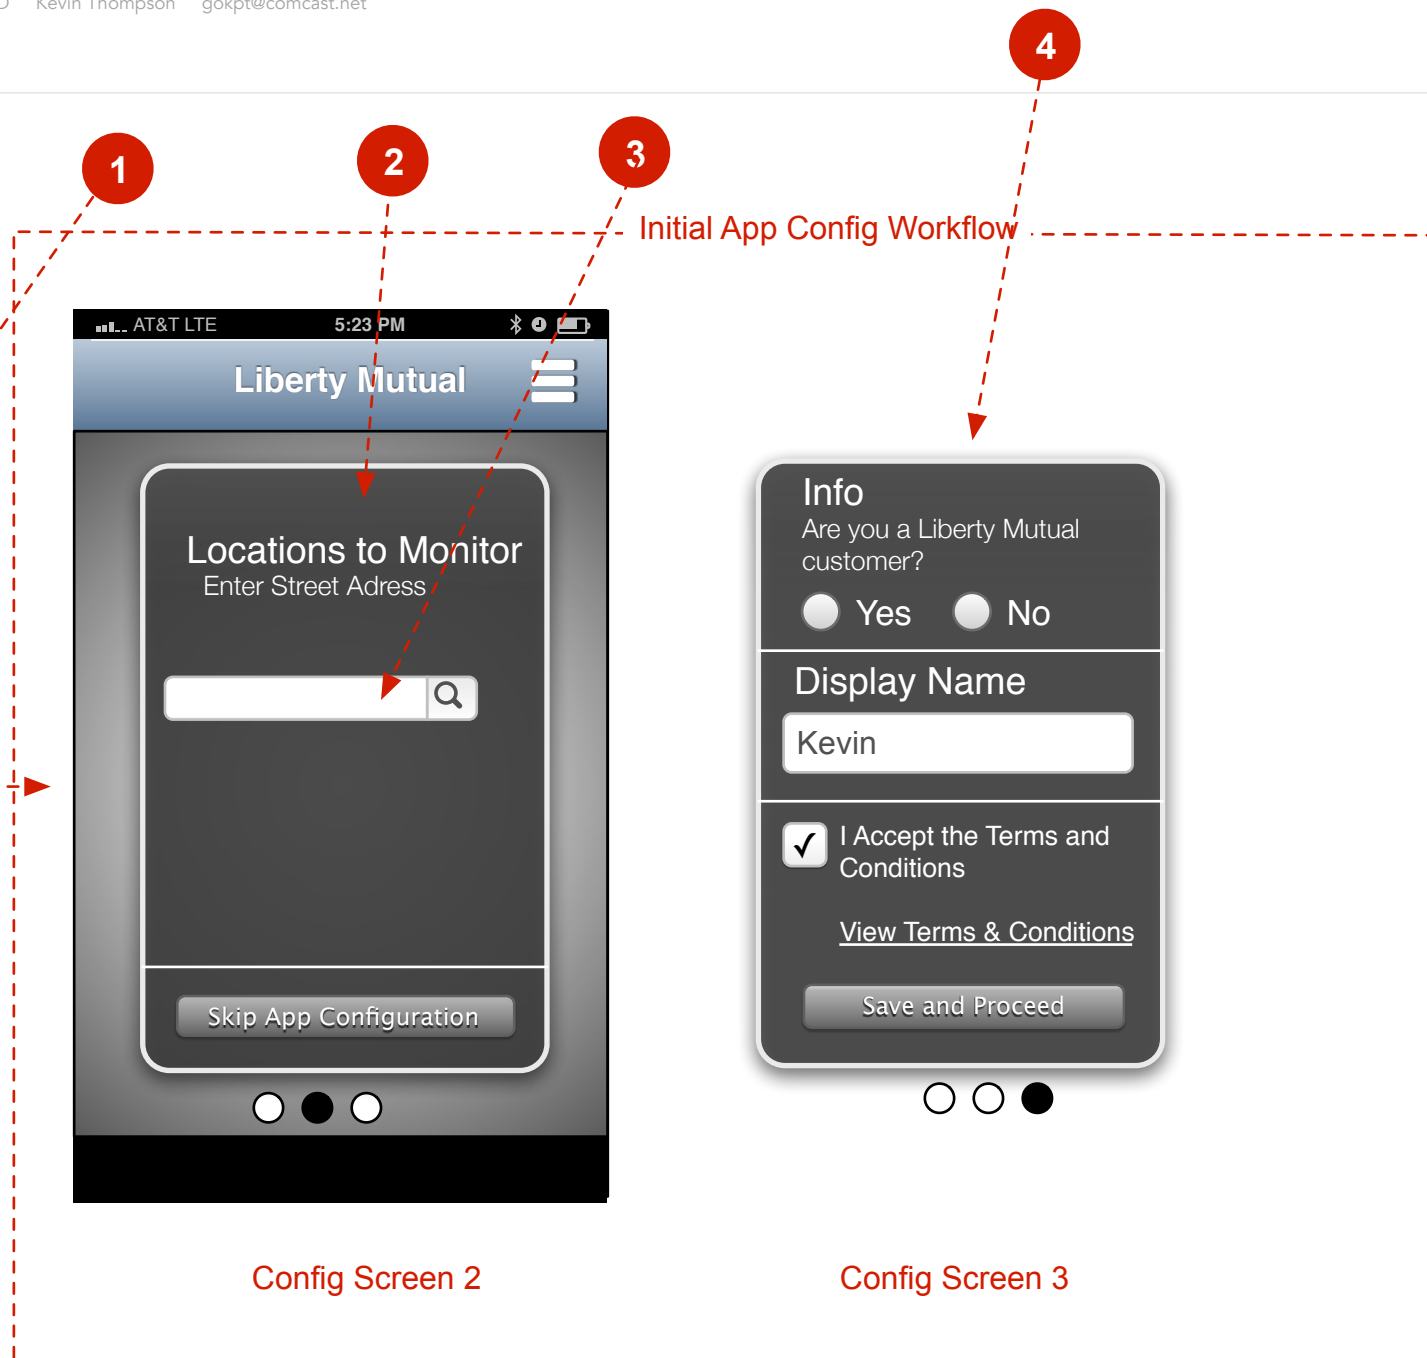 Kevin Thompson gokpt@comcast.net
4
1
2
3
Initial App Config Workflow
AT&T LTE 5:23 PM
Liberty Mutual
Locations to Monitor
Enter Street Adress
Skip App Configuration
Info
Are you a Liberty Mutual
customer?
Yes No
Display Name
Kevin
I Accept the Terms and
Conditions
View Terms & Conditions
Save and Proceed
Config Screen 2
Config Screen 3